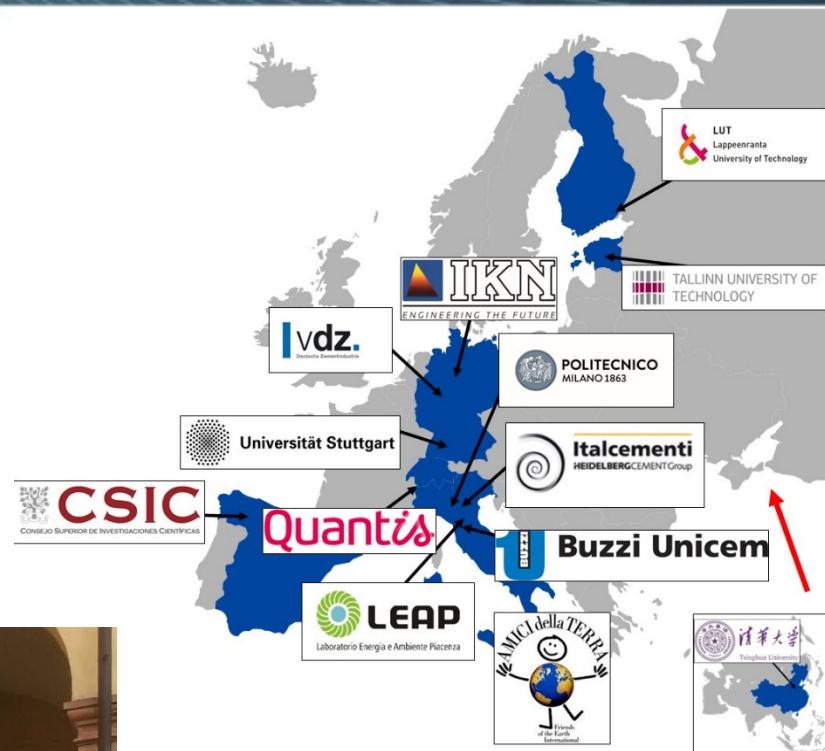 LUT
Lappeenranta
University of Technology
TALLINN UNIVERSITY OF
TECHNOLOGY
IKN
ENGINEERING THE FUTURE
vdz.
Deutsche Zementindustrie
POLITECNICO
MILANO 1863
Universität Stuttgart
Italcementi
HEIDELBERGCEMENT Group
CSIC
CONSEJO SUPERIOR DE INVESTIGACIONES CIENTÍFICAS
Quantis
BUZZI
Buzzi Unicem
LEAP
Laboratorio Energia e Ambiente Piacenza
AMICI della TERRA
Friends
of the Earth
International
清华大学
Tsinghua University